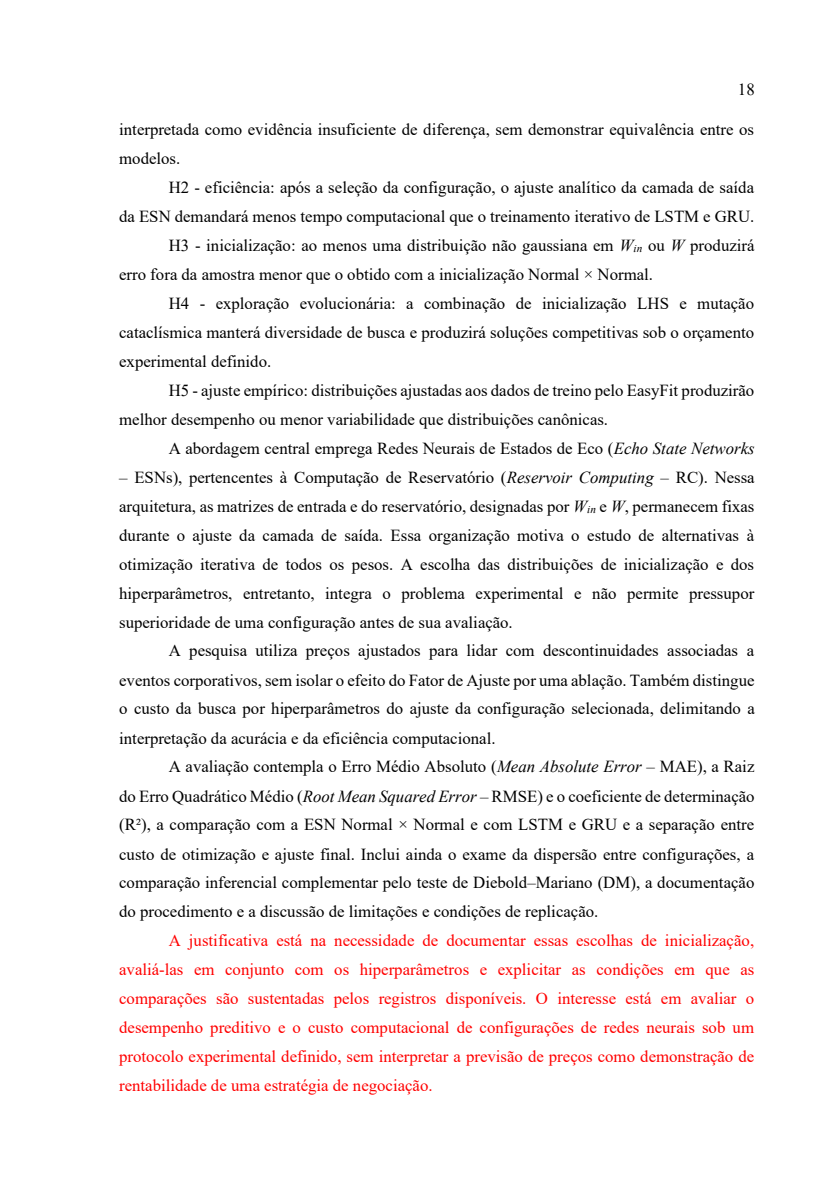 18
interpretada como evidência insuficiente de diferença, sem demonstrar equivalência entre os
modelos.
H2 - eficiência: após a seleção da configuração, o ajuste analítico da camada de saída
da ESN demandará menos tempo computacional que o treinamento iterativo de LSTM e GRU.
H3 - inicialização: ao menos uma distribuição não gaussiana em Win ou W produzirá
erro fora da amostra menor que o obtido com a inicialização Normal × Normal.
H4 - exploração evolucionária: a combinação de inicialização LHS e mutação
cataclísmica manterá diversidade de busca e produzirá soluções competitivas sob o orçamento
experimental definido.
H5 - ajuste empírico: distribuições ajustadas aos dados de treino pelo EasyFit produzirão
melhor desempenho ou menor variabilidade que distribuições canônicas.
A abordagem central emprega Redes Neurais de Estados de Eco (Echo State Networks
– ESNs), pertencentes à Computação de Reservatório (Reservoir Computing – RC). Nessa
arquitetura, as matrizes de entrada e do reservatório, designadas por Win e W, permanecem fixas
durante o ajuste da camada de saída. Essa organização motiva o estudo de alternativas à
otimização iterativa de todos os pesos. A escolha das distribuições de inicialização e dos
hiperparâmetros, entretanto, integra o problema experimental e não permite pressupor
superioridade de uma configuração antes de sua avaliação.
A pesquisa utiliza preços ajustados para lidar com descontinuidades associadas a
eventos corporativos, sem isolar o efeito do Fator de Ajuste por uma ablação. Também distingue
o custo da busca por hiperparâmetros do ajuste da configuração selecionada, delimitando a
interpretação da acurácia e da eficiência computacional.
A avaliação contempla o Erro Médio Absoluto (Mean Absolute Error – MAE), a Raiz
do Erro Quadrático Médio (Root Mean Squared Error – RMSE) e o coeficiente de determinação
(R²), a comparação com a ESN Normal × Normal e com LSTM e GRU e a separação entre
custo de otimização e ajuste final. Inclui ainda o exame da dispersão entre configurações, a
comparação inferencial complementar pelo teste de Diebold–Mariano (DM), a documentação
do procedimento e a discussão de limitações e condições de replicação.
A justificativa está na necessidade de documentar essas escolhas de inicialização,
avaliá-las em conjunto com os hiperparâmetros e explicitar as condições em que as
comparações são sustentadas pelos registros disponíveis. O interesse está em avaliar o
desempenho preditivo e o custo computacional de configurações de redes neurais sob um
protocolo experimental definido, sem interpretar a previsão de preços como demonstração de
rentabilidade de uma estratégia de negociação.